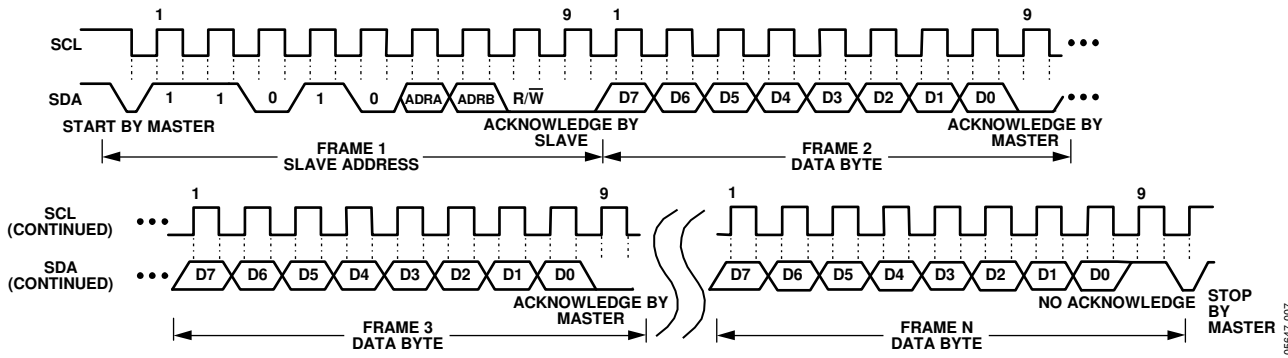 1 9 1 9
SCL
SDA 1 1 0 1 0 ADRA ADRB R/W̅ D7 D6 D5 D4 D3 D2 D1 D0
START BY MASTER ACKNOWLEDGE BY SLAVE ACKNOWLEDGE BY MASTER
FRAME 1 SLAVE ADDRESS FRAME 2 DATA BYTE
1 9 1 9
SCL (CONTINUED)
SDA (CONTINUED) D7 D6 D5 D4 D3 D2 D1 D0 D7 D6 D5 D4 D3 D2 D1 D0
ACKNOWLEDGE BY MASTER NO ACKNOWLEDGE STOP BY MASTER
FRAME 3 DATA BYTE FRAME N DATA BYTE